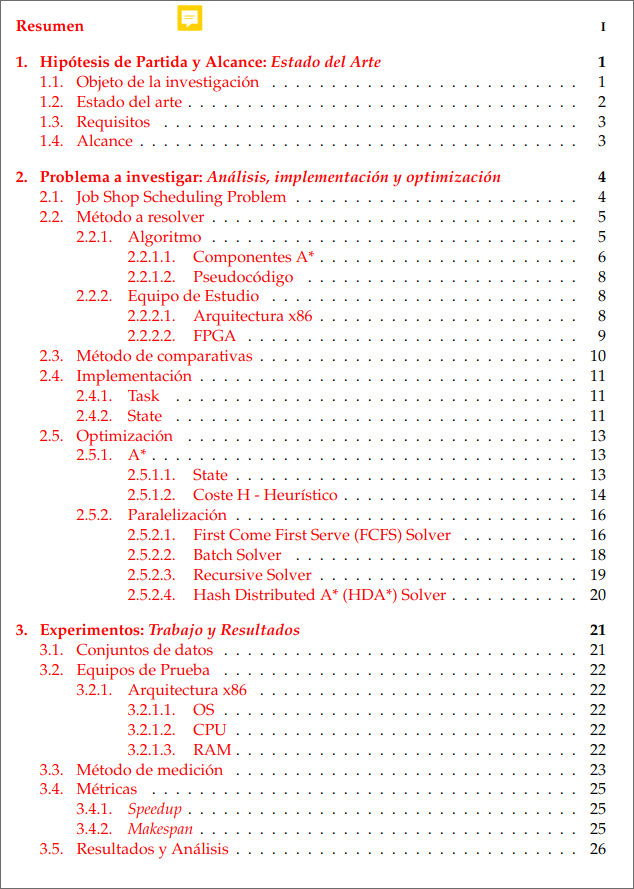 Resumen I
1. Hipótesis de Partida y Alcance: Estado del Arte 1
1.1. Objeto de la investigación . . . . . . . . . . . . . . . . . . . . . . . . . . 1
1.2. Estado del arte . . . . . . . . . . . . . . . . . . . . . . . . . . . . . . . . . 2
1.3. Requisitos . . . . . . . . . . . . . . . . . . . . . . . . . . . . . . . . . . . 3
1.4. Alcance . . . . . . . . . . . . . . . . . . . . . . . . . . . . . . . . . . . . . 3
2. Problema a investigar: Análisis, implementación y optimización 4
2.1. Job Shop Scheduling Problem . . . . . . . . . . . . . . . . . . . . . . . . 4
2.2. Método a resolver . . . . . . . . . . . . . . . . . . . . . . . . . . . . . . . 5
2.2.1. Algoritmo . . . . . . . . . . . . . . . . . . . . . . . . . . . . . . . 5
2.2.1.1. Componentes A* . . . . . . . . . . . . . . . . . . . . . . 6
2.2.1.2. Pseudocódigo . . . . . . . . . . . . . . . . . . . . . . . 8
2.2.2. Equipo de Estudio . . . . . . . . . . . . . . . . . . . . . . . . . . 8
2.2.2.1. Arquitectura x86 . . . . . . . . . . . . . . . . . . . . . . 8
2.2.2.2. FPGA . . . . . . . . . . . . . . . . . . . . . . . . . . . . 9
2.3. Método de comparativas . . . . . . . . . . . . . . . . . . . . . . . . . . . 10
2.4. Implementación . . . . . . . . . . . . . . . . . . . . . . . . . . . . . . . . 11
2.4.1. Task . . . . . . . . . . . . . . . . . . . . . . . . . . . . . . . . . . 11
2.4.2. State . . . . . . . . . . . . . . . . . . . . . . . . . . . . . . . . . . 11
2.5. Optimización . . . . . . . . . . . . . . . . . . . . . . . . . . . . . . . . . 13
2.5.1. A* . . . . . . . . . . . . . . . . . . . . . . . . . . . . . . . . . . . . 13
2.5.1.1. State . . . . . . . . . . . . . . . . . . . . . . . . . . . . . 13
2.5.1.2. Coste H - Heurístico . . . . . . . . . . . . . . . . . . . . 14
2.5.2. Paralelización . . . . . . . . . . . . . . . . . . . . . . . . . . . . . 16
2.5.2.1. First Come First Serve (FCFS) Solver . . . . . . . . . . 16
2.5.2.2. Batch Solver . . . . . . . . . . . . . . . . . . . . . . . . 18
2.5.2.3. Recursive Solver . . . . . . . . . . . . . . . . . . . . . . 19
2.5.2.4. Hash Distributed A* (HDA*) Solver . . . . . . . . . . . 20
3. Experimentos: Trabajo y Resultados 21
3.1. Conjuntos de datos . . . . . . . . . . . . . . . . . . . . . . . . . . . . . . 21
3.2. Equipos de Prueba . . . . . . . . . . . . . . . . . . . . . . . . . . . . . . 22
3.2.1. Arquitectura x86 . . . . . . . . . . . . . . . . . . . . . . . . . . . 22
3.2.1.1. OS . . . . . . . . . . . . . . . . . . . . . . . . . . . . . . 22
3.2.1.2. CPU . . . . . . . . . . . . . . . . . . . . . . . . . . . . . 22
3.2.1.3. RAM . . . . . . . . . . . . . . . . . . . . . . . . . . . . . 22
3.3. Método de medición . . . . . . . . . . . . . . . . . . . . . . . . . . . . . 23
3.4. Métricas . . . . . . . . . . . . . . . . . . . . . . . . . . . . . . . . . . . . 25
3.4.1. Speedup . . . . . . . . . . . . . . . . . . . . . . . . . . . . . . . . 25
3.4.2. Makespan . . . . . . . . . . . . . . . . . . . . . . . . . . . . . . . 25
3.5. Resultados y Análisis . . . . . . . . . . . . . . . . . . . . . . . . . . . . . 26